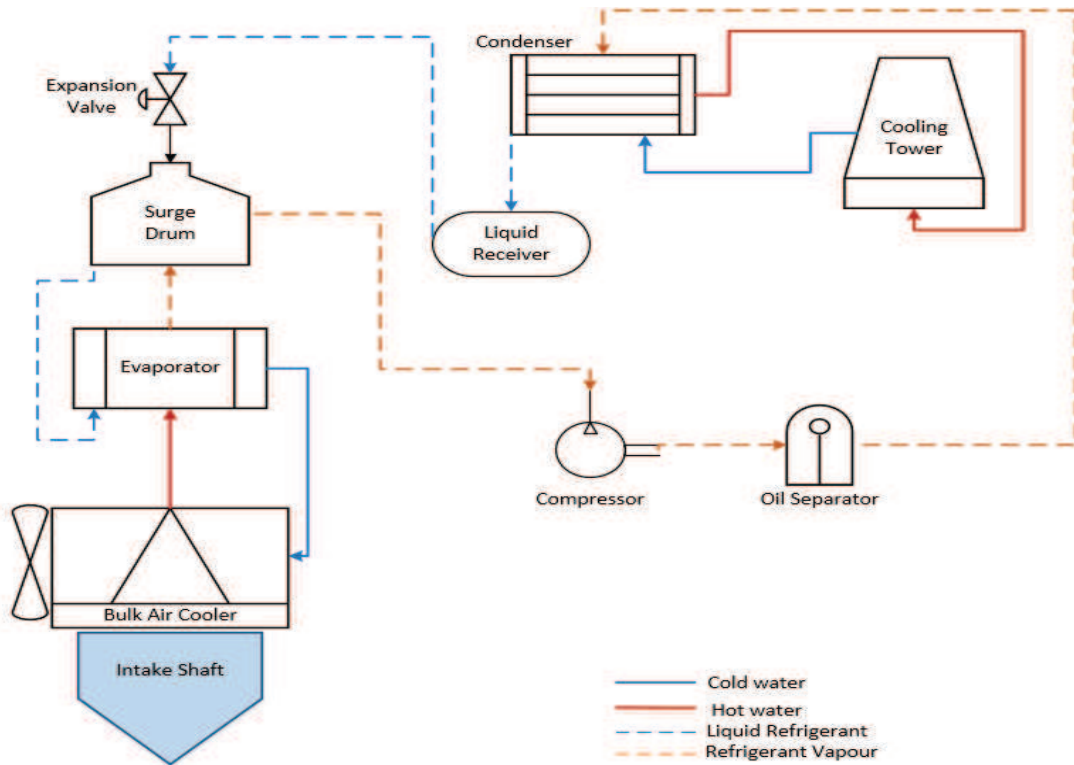 Condenser
Expansion
Valve
Cooling
Tower
Surge
Drum
Liquid
Receiver
Evaporator
Compressor
Oil Separator
Bulk Air Cooler
Intake Shaft
Cold water
Hot water
Liquid Refrigerant
Refrigerant Vapour